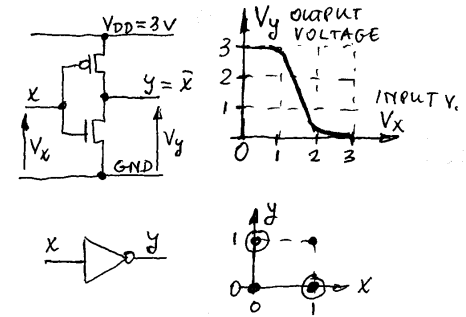 VDD=3V
x
y = x̄
Vx
Vy
GND
Vy OUTPUT
VOLTAGE
3
2
1
INPUT V.
Vx
0 1 2 3
x y
y
1
0
0 1
x